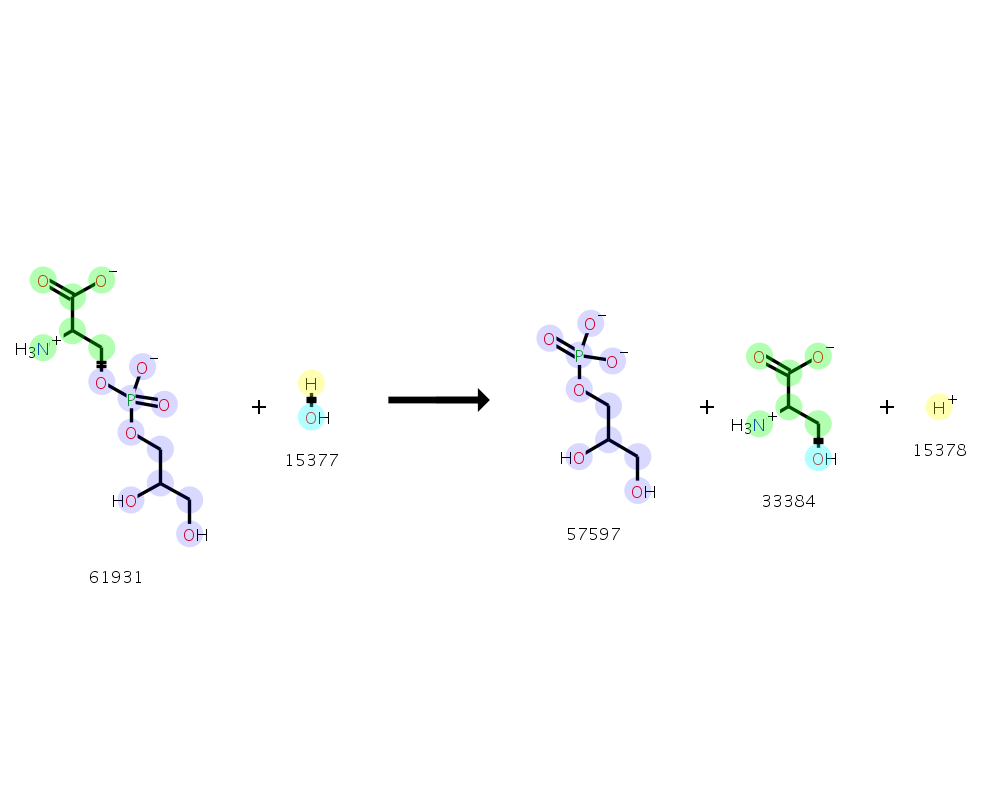 O O−
H3N+
O O−
P O
O
HO
OH
61931
+
H
OH
15377
O−
O P O−
O
HO
OH
57597
+
O O−
H3N+
OH
33384
+
H+
15378